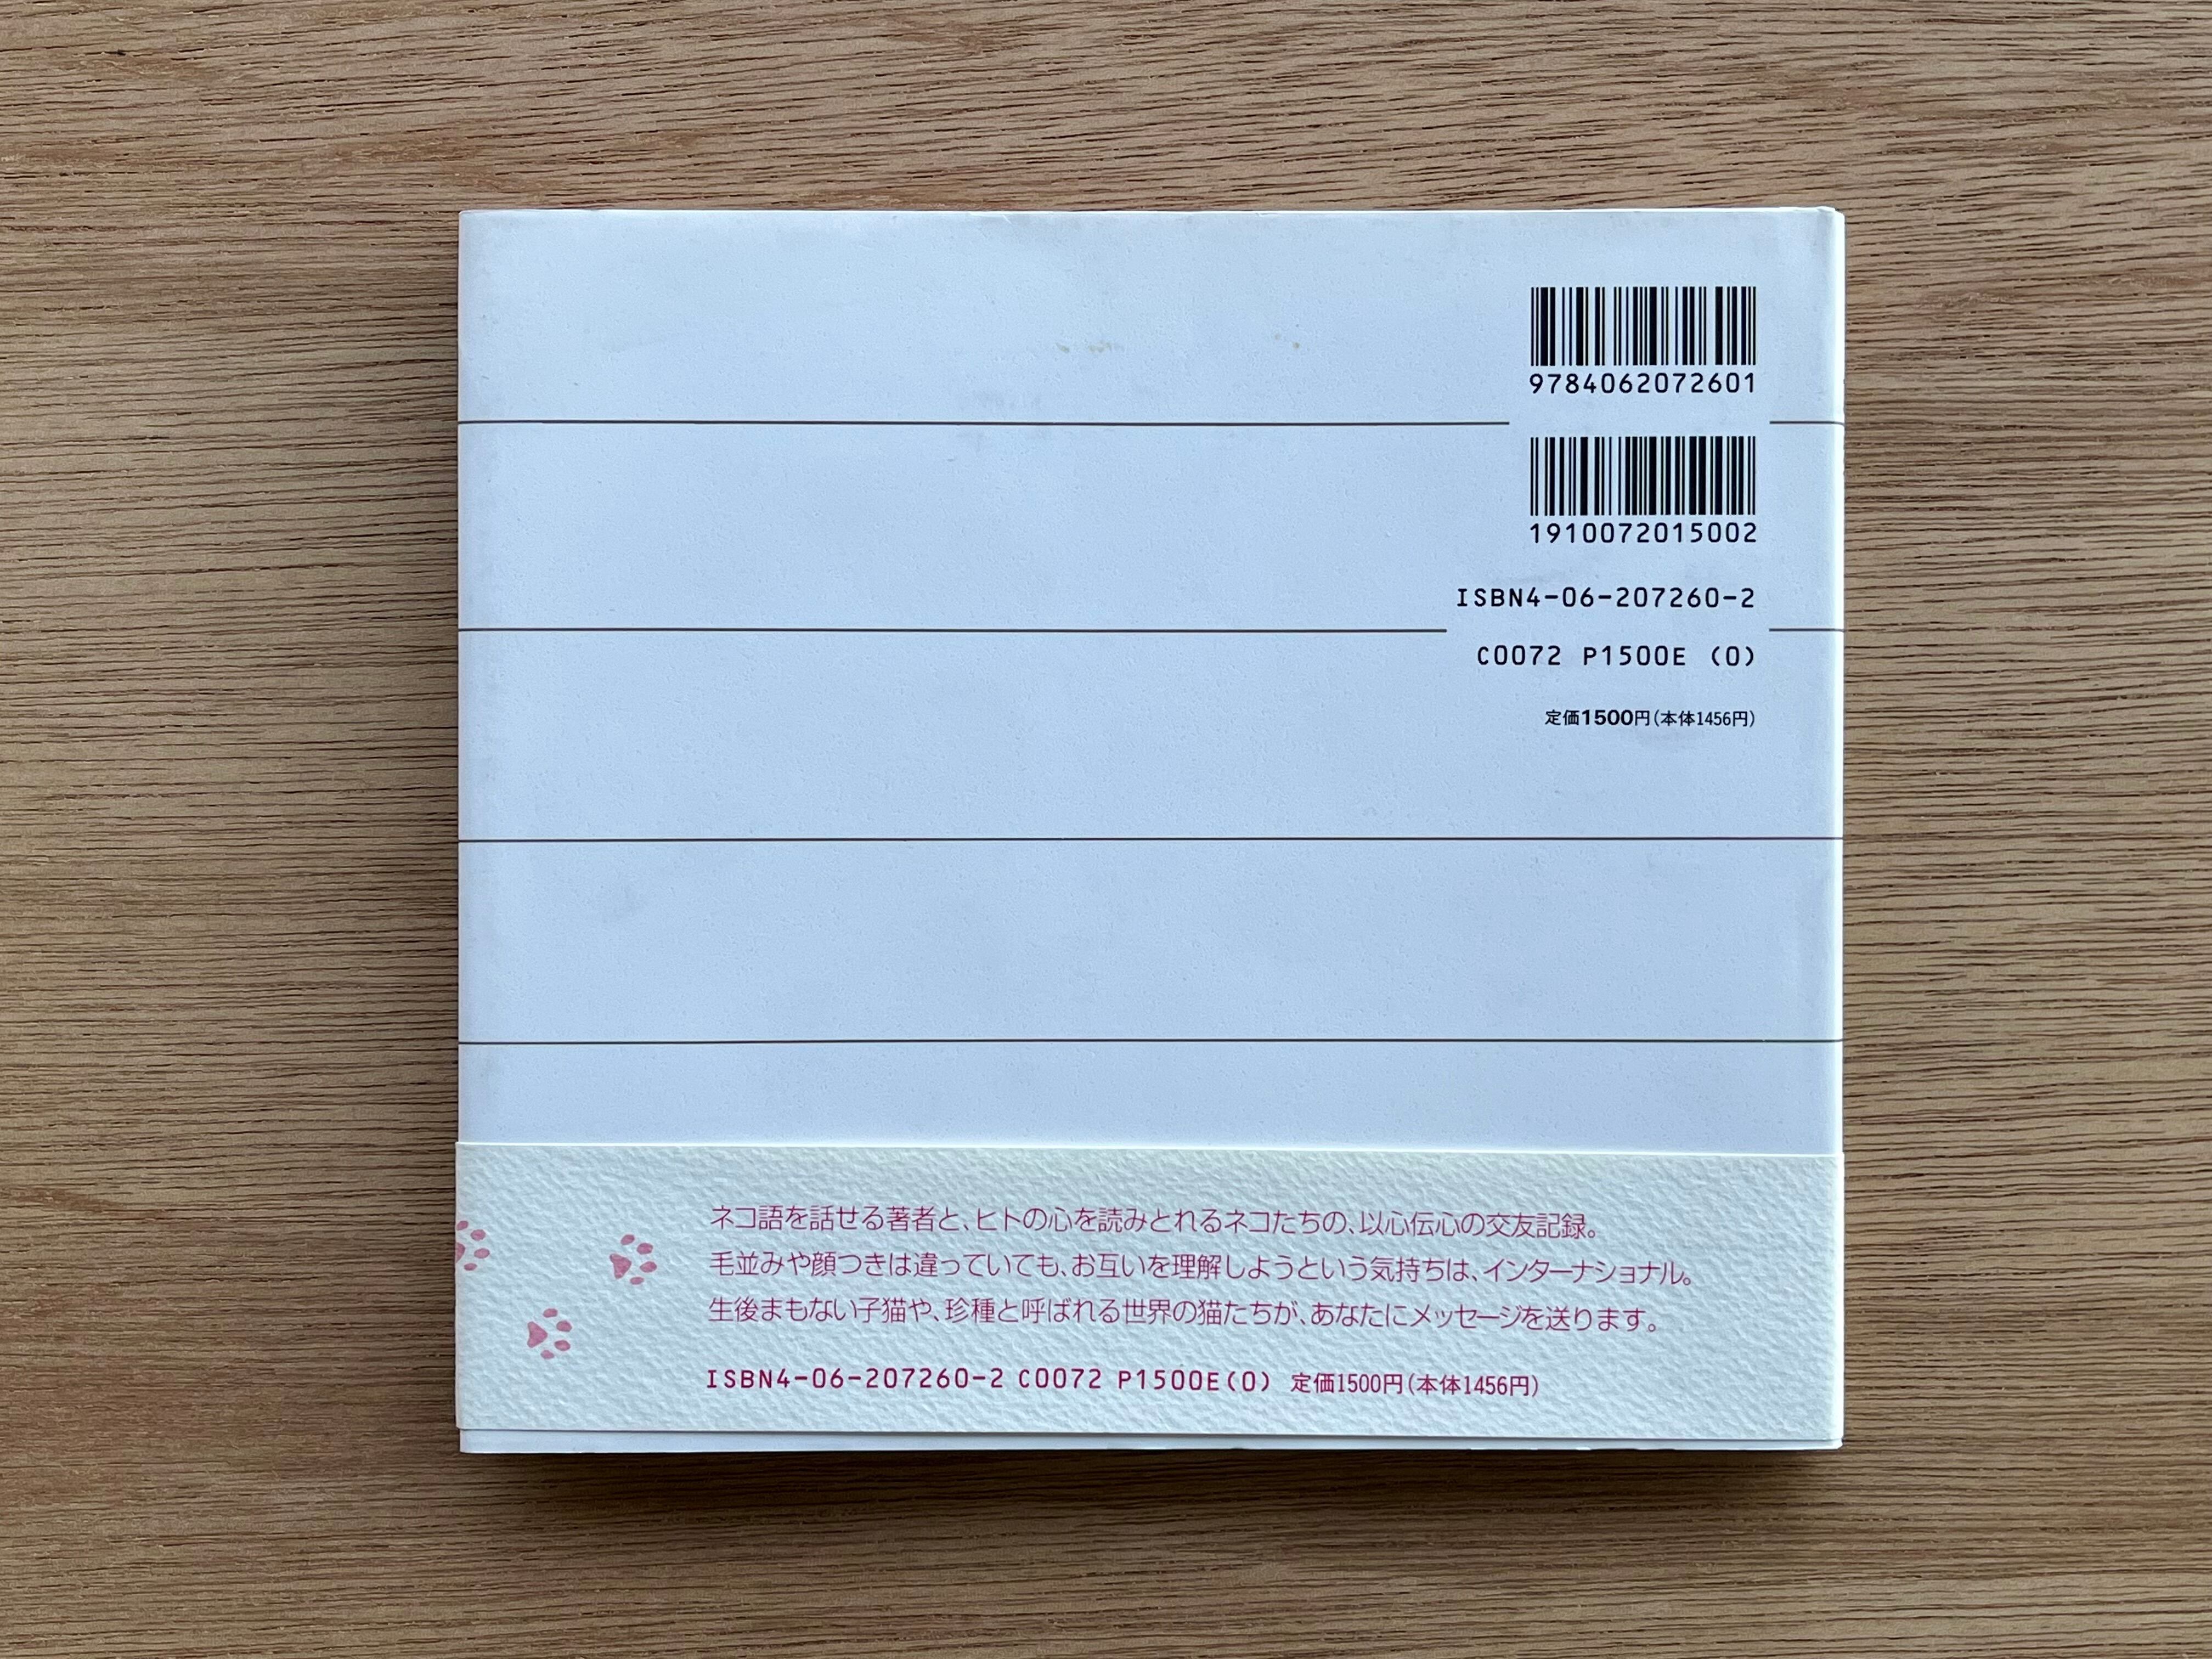 9784062072601
1910072015002
ISBN4-06-207260-2
C0072 P1500E (0)
定価1500円(本体1456円)
ネコ語を話せる著者と、ヒトの心を読みとれるネコたちの、以心伝心の交友記録。
毛並みや顔つきは違っていても、お互いを理解しようという気持ちは、インターナショナル。
生後まもない子猫や、珍種と呼ばれる世界の猫たちが、あなたにメッセージを送ります。
ISBN4-06-207260-2 C0072 P1500E(0) 定価1500円(本体1456円)